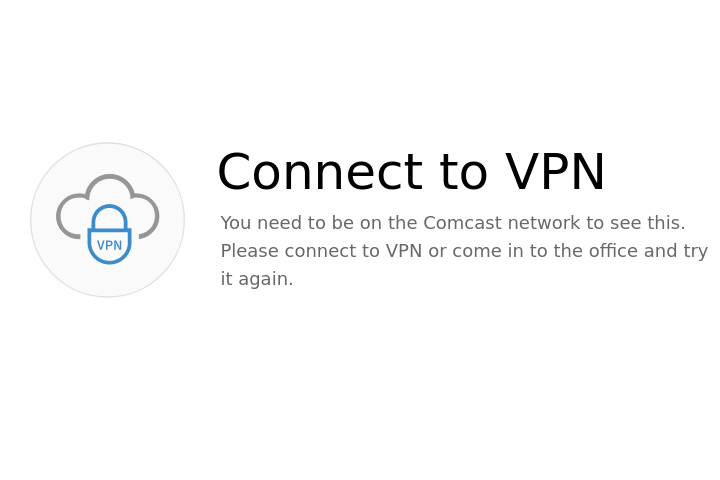 Connect to VPN
You need to be on the Comcast network to see this.
Please connect to VPN or come in to the office and try
it again.
VPN